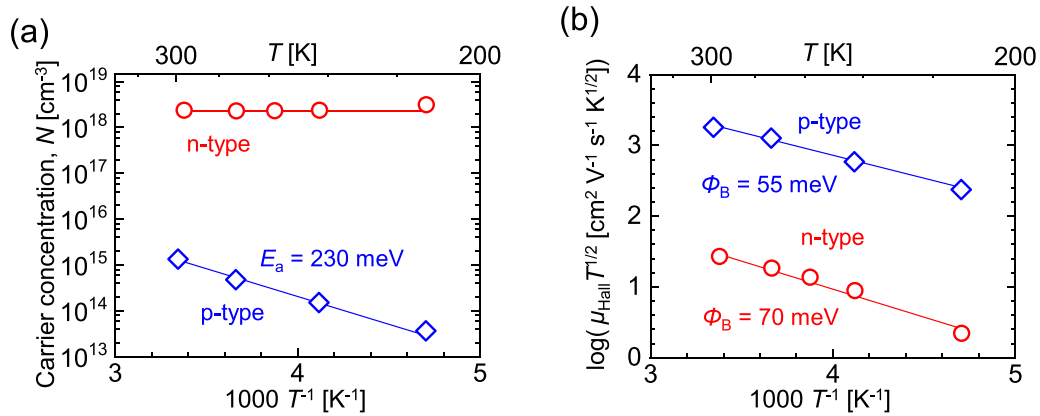 (a)
300 T [K] 200
Carrier concentration, N [cm-3]
10^19
10^18
10^17
10^16
10^15
10^14
10^13
n-type
E_a = 230 meV
p-type
3 4 5
1000 T^-1 [K^-1]
(b)
300 T [K] 200
log( μ_Hall T^1/2 [cm^2 V^-1 s^-1 K^1/2])
4
3
2
1
0
p-type
Φ_B = 55 meV
n-type
Φ_B = 70 meV
3 4 5
1000 T^-1 [K^-1]